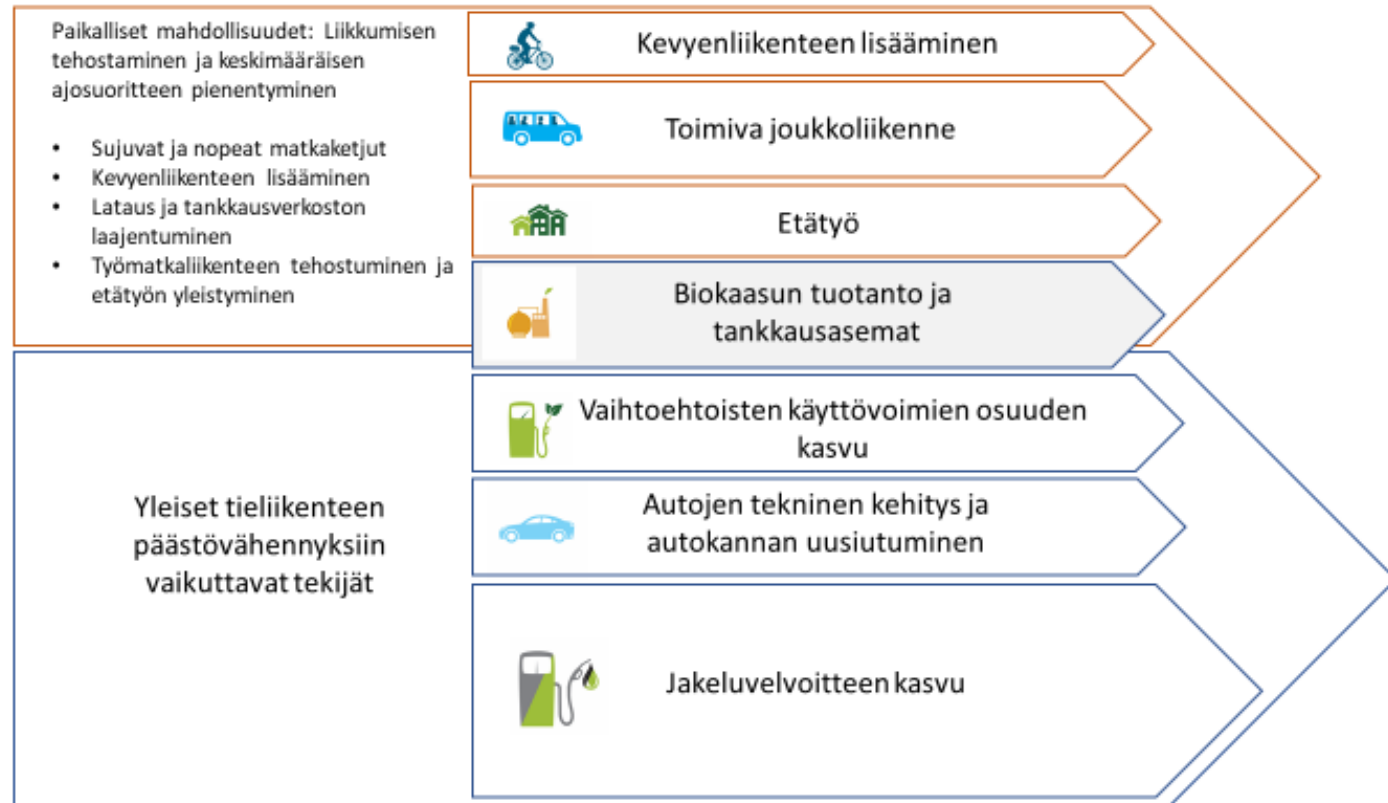 Paikalliset mahdollisuudet: Liikkumisen
tehostaminen ja keskimääräisen
ajosuoritteen pienentyminen
• Sujuvat ja nopeat matkaketjut
• Kevyenliikenteen lisääminen
• Lataus ja tankkausverkoston
laajentuminen
• Työmatkaliikenteen tehostuminen ja
etätyön yleistyminen
Kevyenliikenteen lisääminen
Toimiva joukkoliikenne
Etätyö
Biokaasun tuotanto ja
tankkausasemat
Yleiset tieliikenteen
päästövähennyksiin
vaikuttavat tekijät
Vaihtoehtoisten käyttövoimien osuuden
kasvu
Autojen tekninen kehitys ja
autokannan uusiutuminen
Jakeluvelvoitteen kasvu